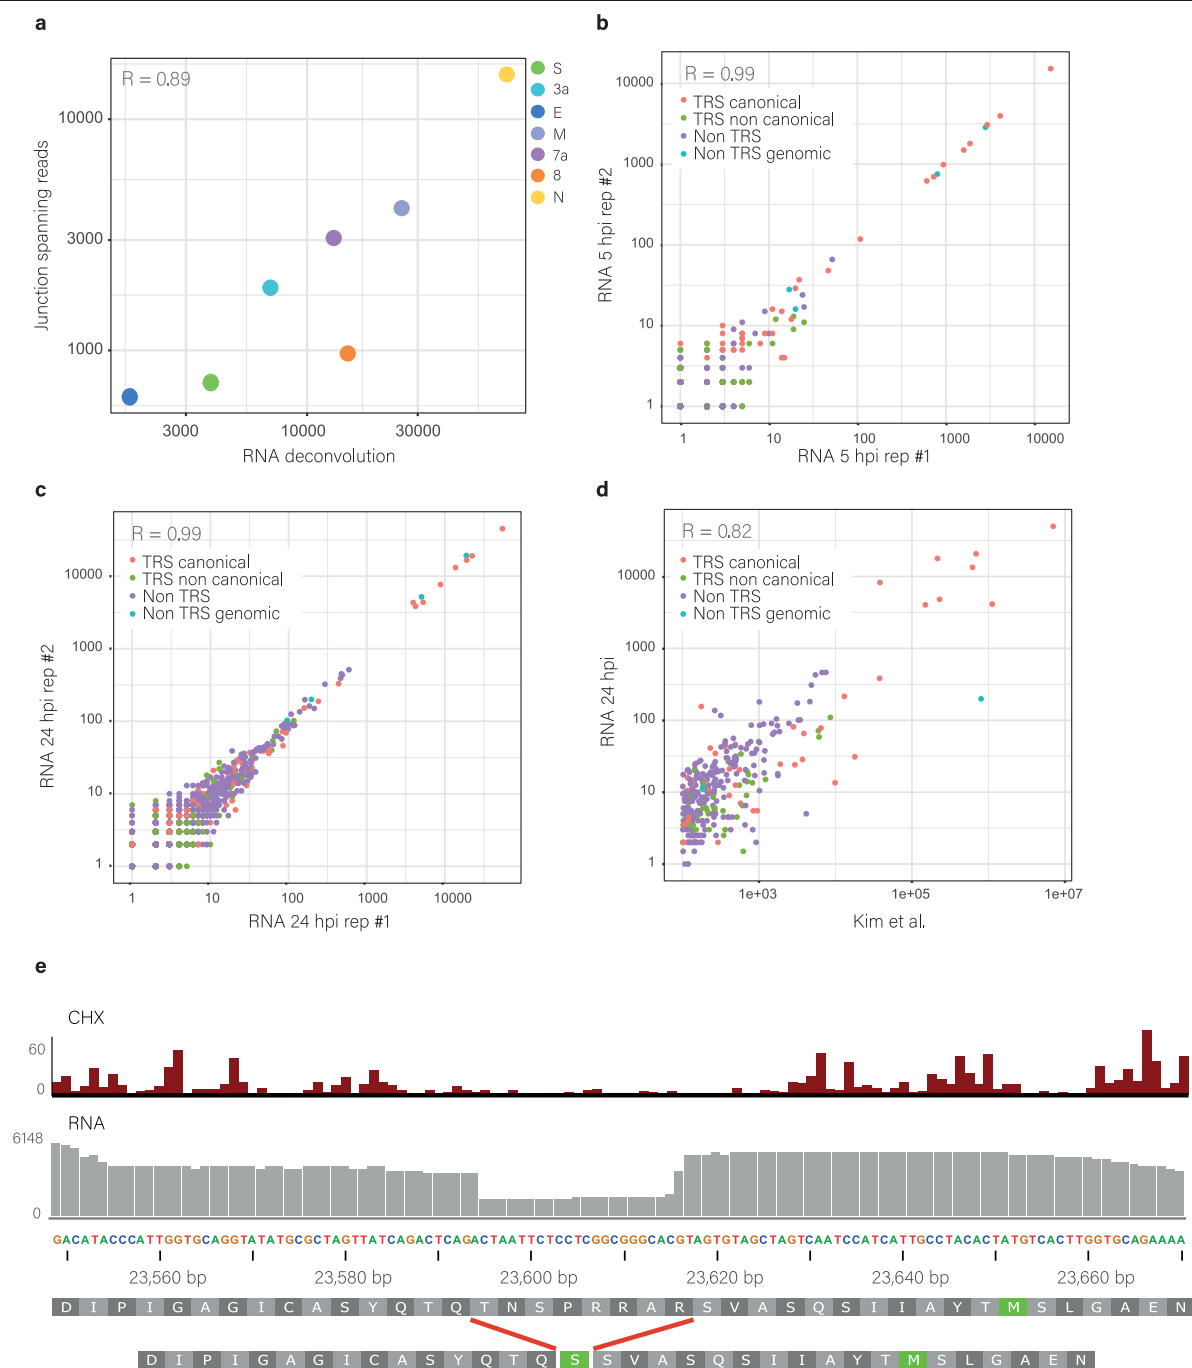 a
R = 0.89
10000
3000
1000
Junction spanning reads
3000 10000 30000
RNA deconvolution
S
3a
E
M
7a
8
N
b
R = 0.99
TRS canonical
TRS non canonical
Non TRS
Non TRS genomic
10000
1000
100
10
1
RNA 5 hpi rep #2
1 10 100 1000 10000
RNA 5 hpi rep #1
c
R = 0.99
TRS canonical
TRS non canonical
Non TRS
Non TRS genomic
10000
1000
100
10
1
RNA 24 hpi rep #2
1 10 100 1000 10000
RNA 24 hpi rep #1
d
R = 0.82
TRS canonical
TRS non canonical
Non TRS
Non TRS genomic
10000
1000
100
10
1
RNA 24 hpi
1e+03 1e+05 1e+07
Kim et al.
e
CHX
60
0
RNA
6148
0
GACATACCCATTGGTGCAGGTATATGCGCTAGTTATCAGACTCAGACTAATTCTCCTCGGCGGGCACGTAGTGTAGCTAGTCAATCCATCATTGCCTACACTATGTCACTTGGTGCAGAAAA
23,560 bp 23,580 bp 23,600 bp 23,620 bp 23,640 bp 23,660 bp
D I P I G A G I C A S Y Q T Q T N S P R R A R S V A S Q S I I A Y T M S L G A E N
D I P I G A G I C A S Y Q T Q S S V A S Q S I I A Y T M S L G A E N